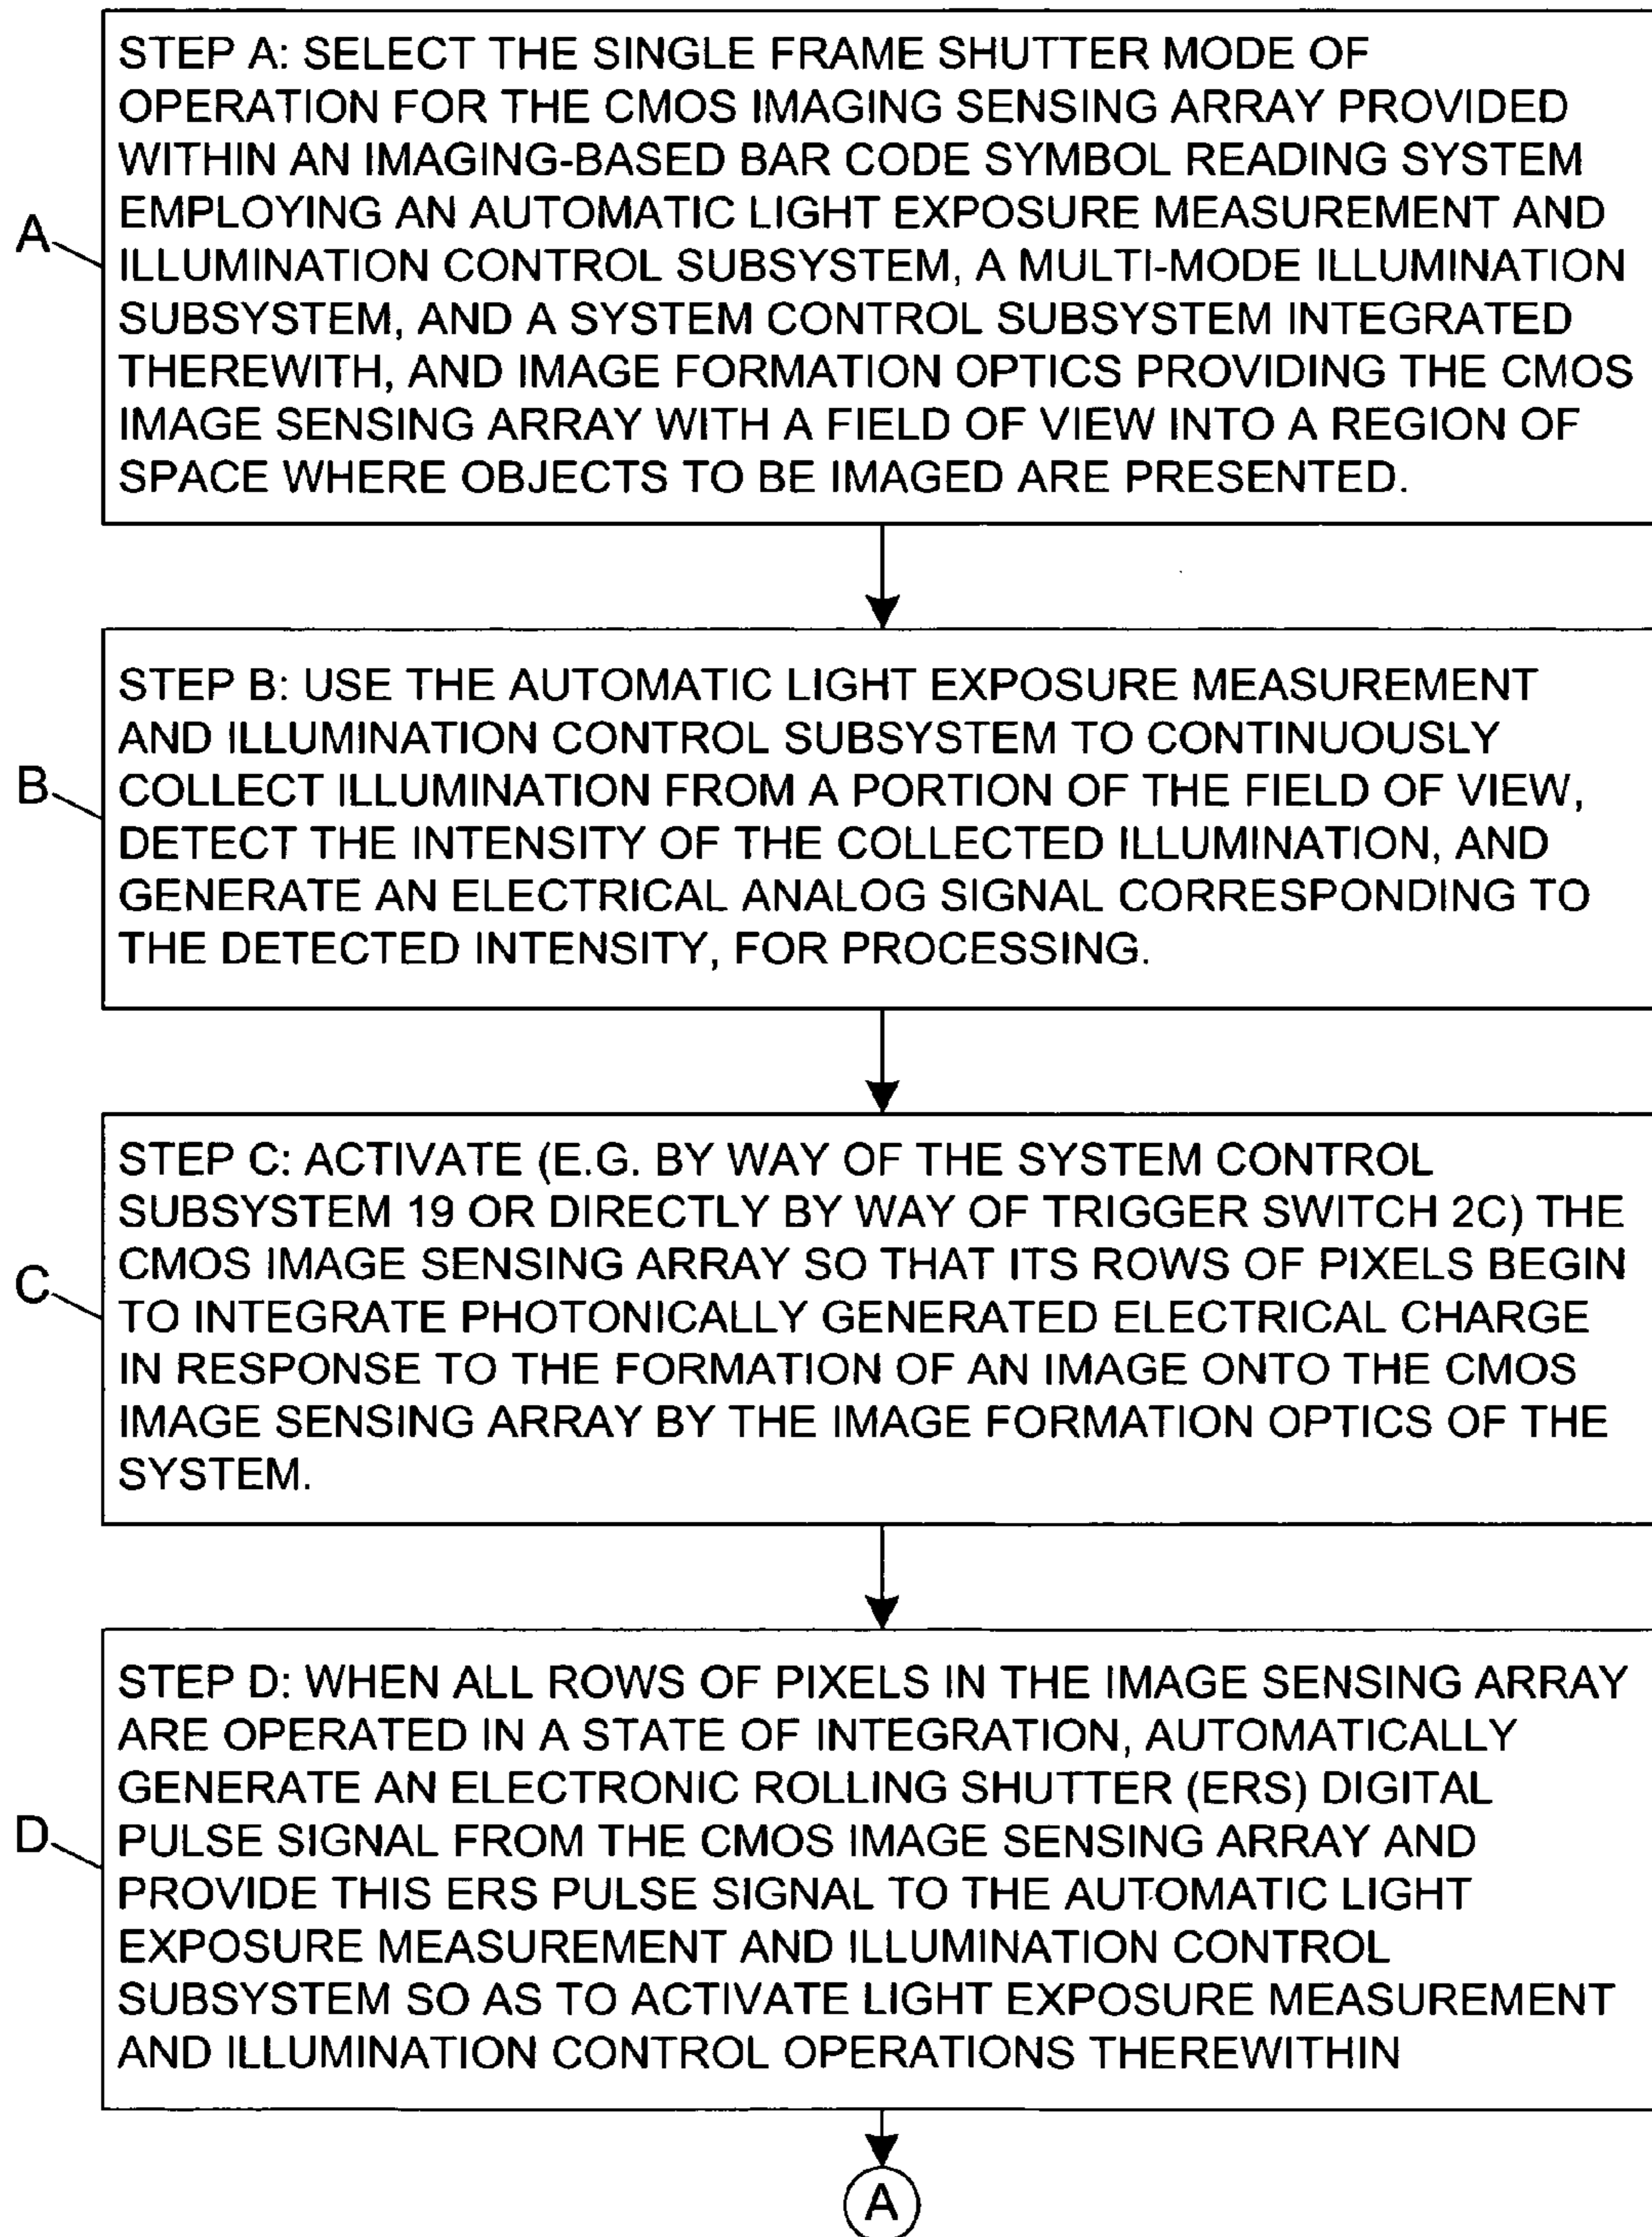 STEP A: SELECT THE SINGLE FRAME SHUTTER MODE OF
OPERATION FOR THE CMOS IMAGING SENSING ARRAY PROVIDED
WITHIN AN IMAGING-BASED BAR CODE SYMBOL READING SYSTEM
EMPLOYING AN AUTOMATIC LIGHT EXPOSURE MEASUREMENT AND
A
ILLUMINATION CONTROL SUBSYSTEM, A MULTI-MODE ILLUMINATION
SUBSYSTEM, AND A SYSTEM CONTROL SUBSYSTEM INTEGRATED
THEREWITH, AND IMAGE FORMATION OPTICS PROVIDING THE CMOS
IMAGE SENSING ARRAY WITH A FIELD OF VIEW INTO A REGION OF
SPACE WHERE OBJECTS TO BE IMAGED ARE PRESENTED.
STEP B: USE THE AUTOMATIC LIGHT EXPOSURE MEASUREMENT
AND ILLUMINATION CONTROL SUBSYSTEM TO CONTINUOUSLY
B
COLLECT ILLUMINATION FROM A PORTION OF THE FIELD OF VIEW,
DETECT THE INTENSITY OF THE COLLECTED ILLUMINATION, AND
GENERATE AN ELECTRICAL ANALOG SIGNAL CORRESPONDING TO
THE DETECTED INTENSITY, FOR PROCESSING.
STEP C: ACTIVATE (E.G. BY WAY OF THE SYSTEM CONTROL
SUBSYSTEM 19 OR DIRECTLY BY WAY OF TRIGGER SWITCH 2C) THE
CMOS IMAGE SENSING ARRAY SO THAT ITS ROWS OF PIXELS BEGIN
C
TO INTEGRATE PHOTONICALLY GENERATED ELECTRICAL CHARGE
IN RESPONSE TO THE FORMATION OF AN IMAGE ONTO THE CMOS
IMAGE SENSING ARRAY BY THE IMAGE FORMATION OPTICS OF THE
SYSTEM.
STEP D: WHEN ALL ROWS OF PIXELS IN THE IMAGE SENSING ARRAY
ARE OPERATED IN A STATE OF INTEGRATION, AUTOMATICALLY
GENERATE AN ELECTRONIC ROLLING SHUTTER (ERS) DIGITAL
D
PULSE SIGNAL FROM THE CMOS IMAGE SENSING ARRAY AND
PROVIDE THIS ERS PULSE SIGNAL TO THE AUTOMATIC LIGHT
EXPOSURE MEASUREMENT AND ILLUMINATION CONTROL
SUBSYSTEM SO AS TO ACTIVATE LIGHT EXPOSURE MEASUREMENT
AND ILLUMINATION CONTROL OPERATIONS THEREWITHIN
A